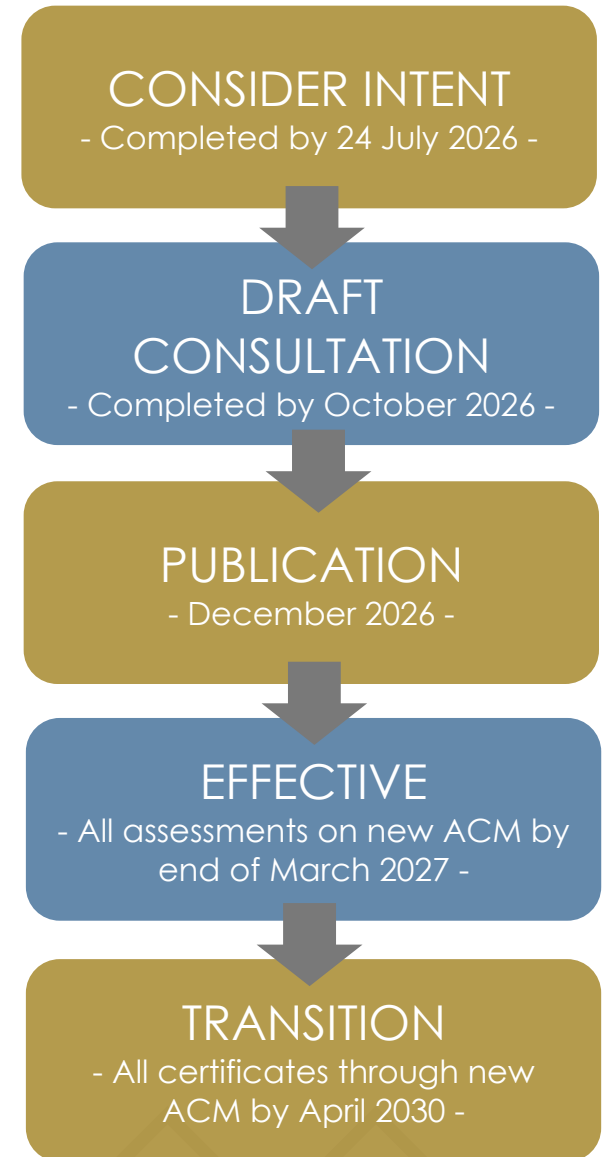 CONSIDER INTENT
- Completed by 24 July 2026 -
DRAFT
CONSULTATION
- Completed by October 2026 -
PUBLICATION
- December 2026 -
EFFECTIVE
- All assessments on new ACM by
end of March 2027 -
TRANSITION
- All certificates through new
ACM by April 2030 -